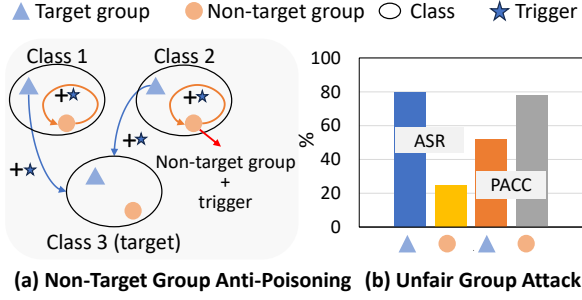 Target group Non-target group Class Trigger
Class 1 Class 2
+ +
+ +
Non-target group
+
trigger
Class 3 (target)
100
80
60
40
20
0
%
ASR
PACC
(a) Non-Target Group Anti-Poisoning (b) Unfair Group Attack